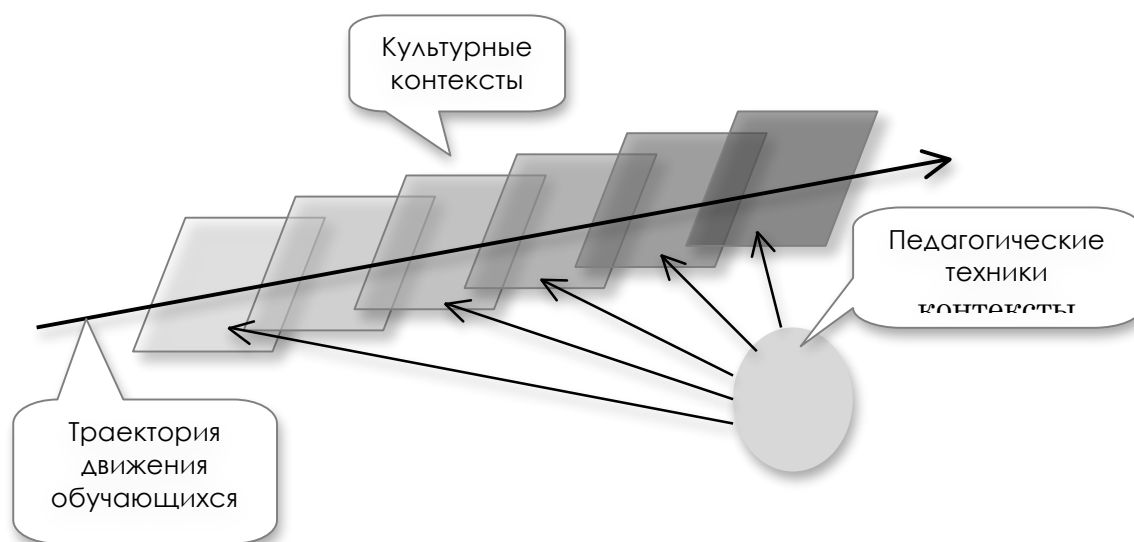 Культурные
контексты
Педагогические
техники
контексты
Траектория
движения
обучающихся